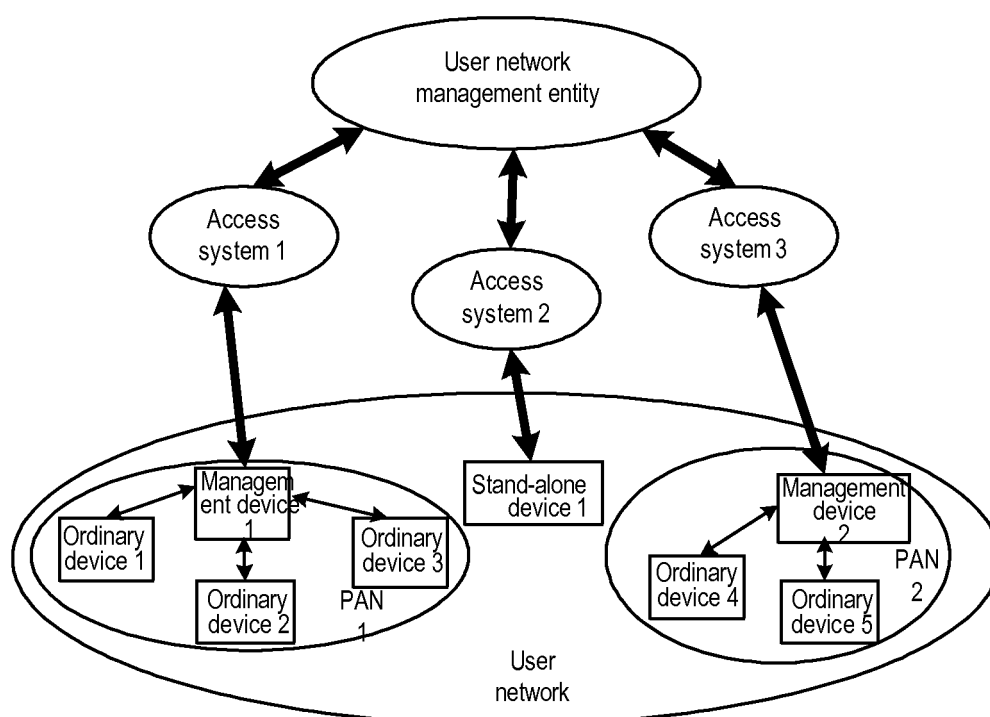 User network
management entity
Access
system 1
Access
system 2
Access
system 3
Managem
ent device
1
Ordinary
device 1
Ordinary
device 2
Ordinary
device 3
PAN
1
Stand-alone
device 1
Management
device
2
Ordinary
device 4
Ordinary
device 5
PAN
2
User
network